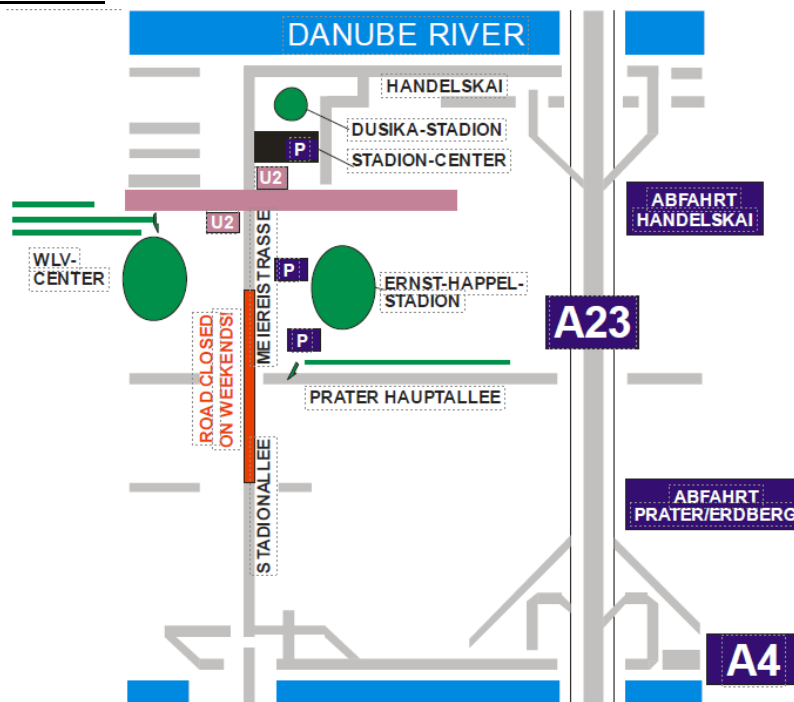 DANUBE RIVER
HANDELSKAI
DUSIKA-STADION
P
STADION-CENTER
U2
ABFAHRT
HANDELSKAI
U2
WLV-
CENTER
MEIEREISTRASSE
P
ERNST-HAPPEL-
STADION
A23
ROAD CLOSED
ON WEEKENDS!
P
PRATER HAUPTALLEE
STADIONALLEE
ABFAHRT
PRATER/ERDBERG
A4